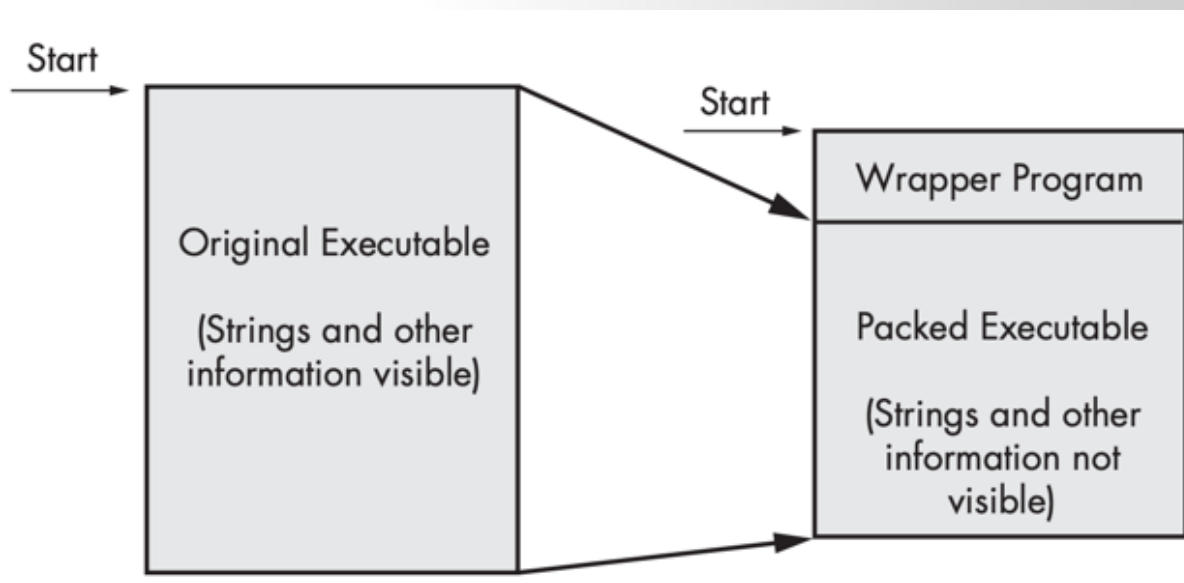 Start
Original Executable
(Strings and other
information visible)
Start
Wrapper Program
Packed Executable
(Strings and other
information not
visible)